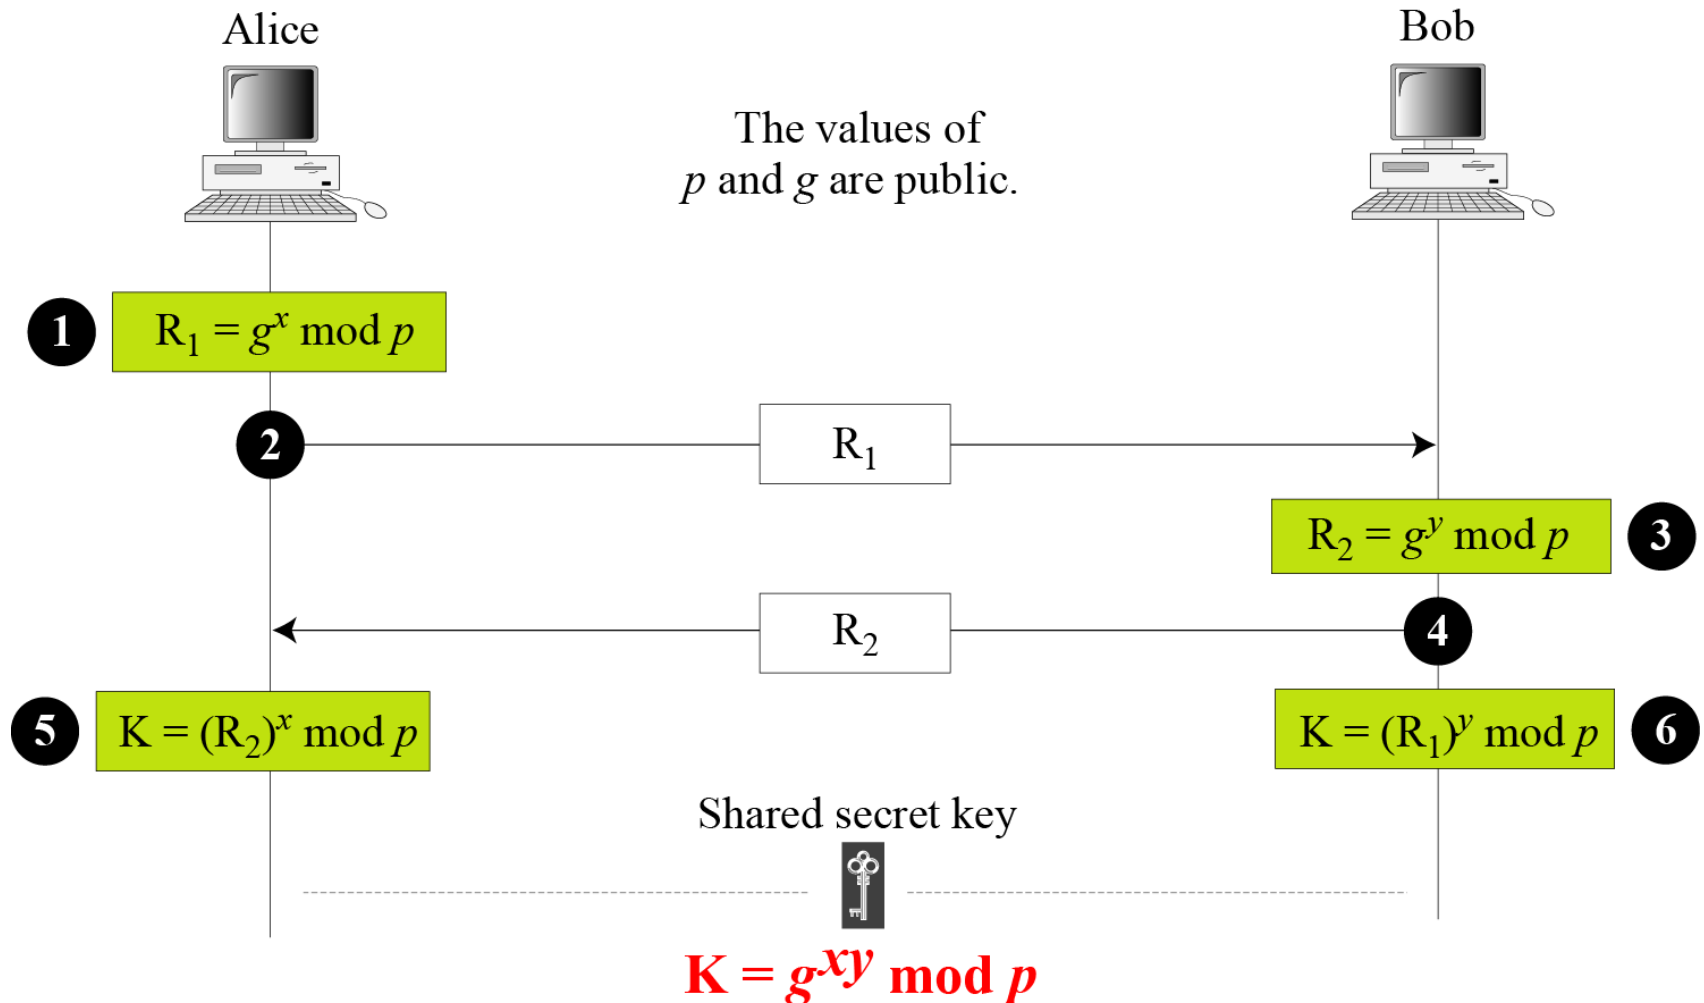 Alice
Bob
The values of
p and g are public.
1
R₁ = gˣ mod p
2
R₁
R₂ = gʸ mod p
3
R₂
4
5
K = (R₂)ˣ mod p
K = (R₁)ʸ mod p
6
Shared secret key
K = gˣʸ mod p